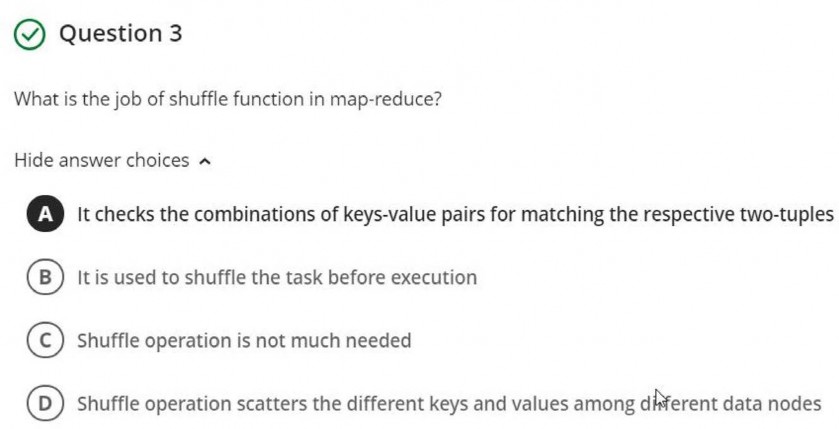 Question 3
What is the job of shuffle function in map-reduce?
Hide answer choices
A It checks the combinations of keys-value pairs for matching the respective two-tuples
B It is used to shuffle the task before execution
C Shuffle operation is not much needed
D Shuffle operation scatters the different keys and values among different data nodes